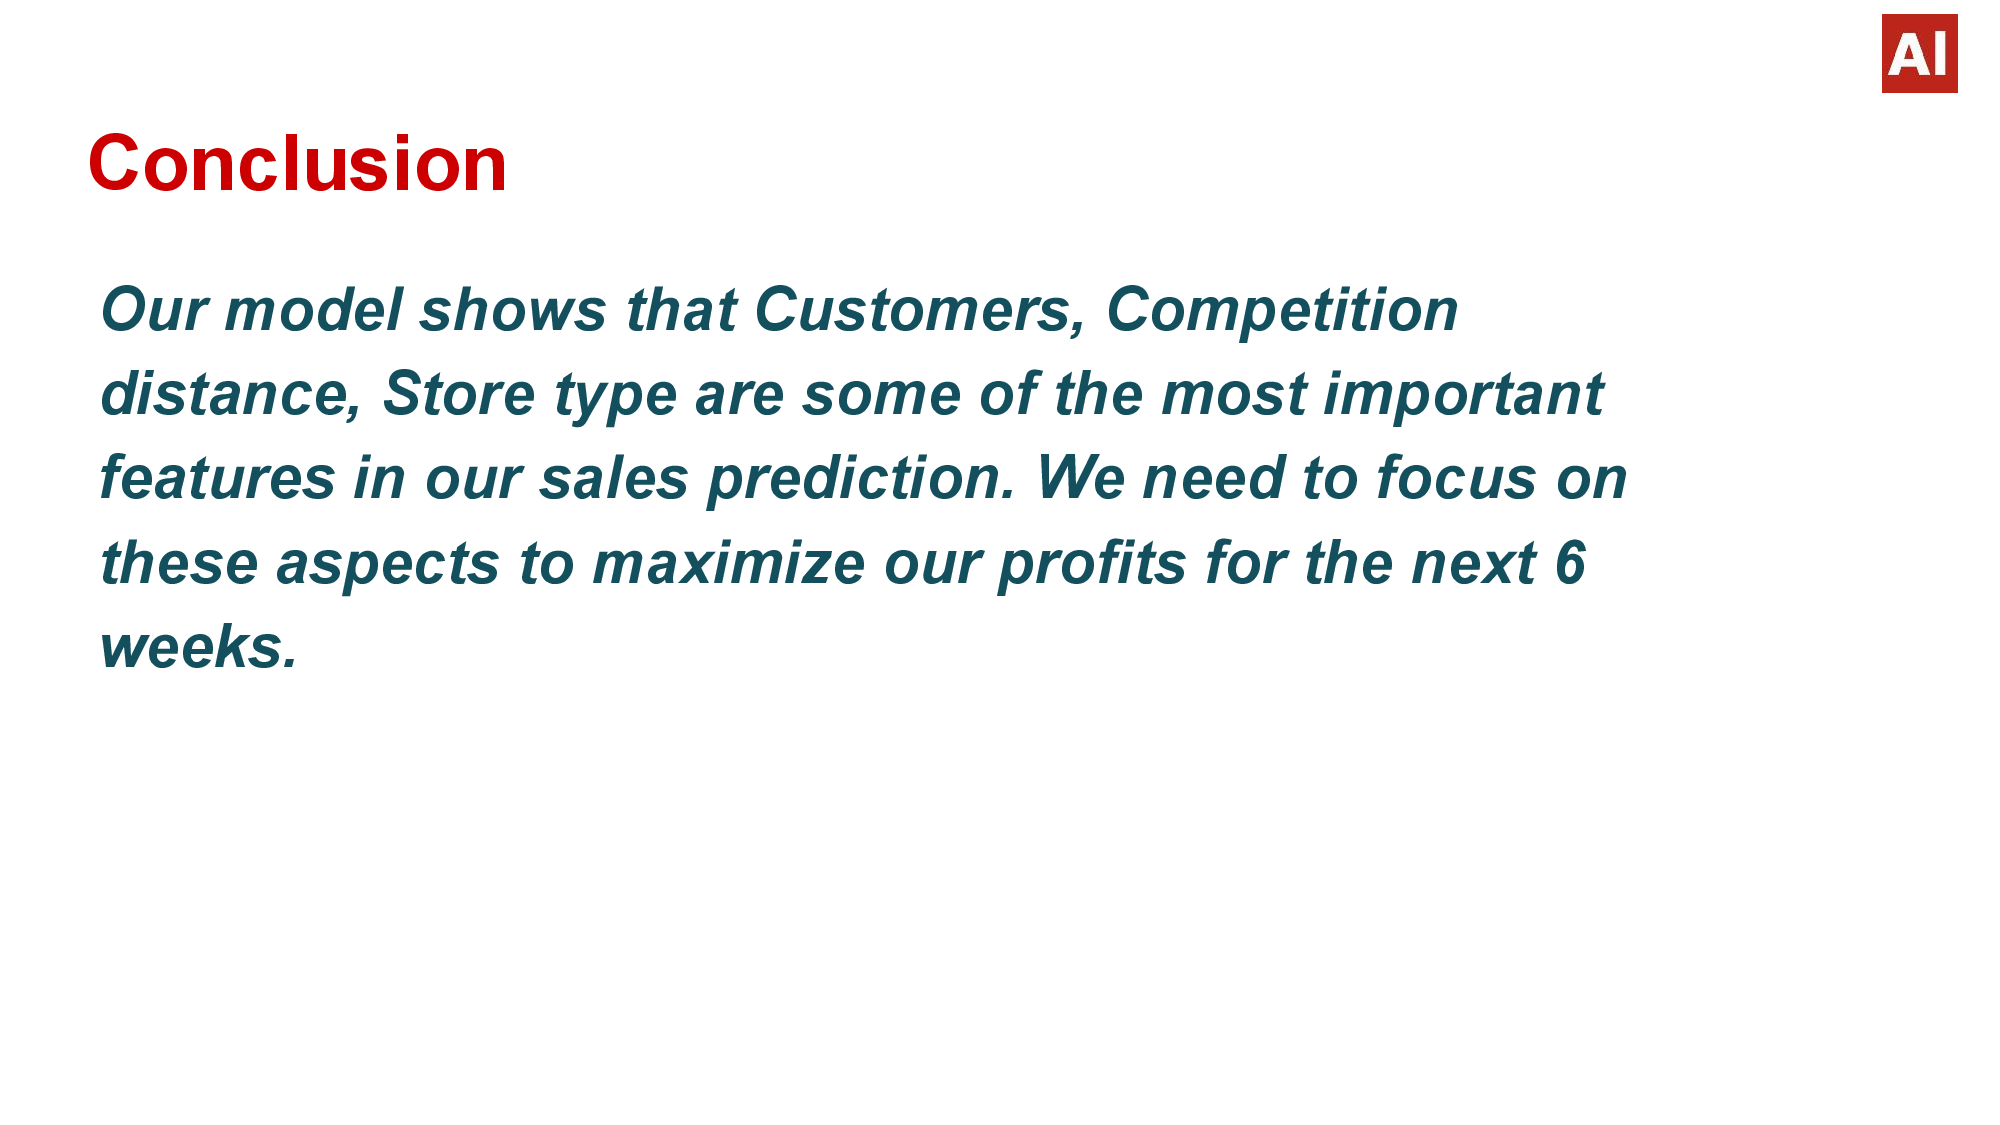 AI
Conclusion
Our model shows that Customers, Competition
distance, Store type are some of the most important
features in our sales prediction. We need to focus on
these aspects to maximize our profits for the next 6
weeks.